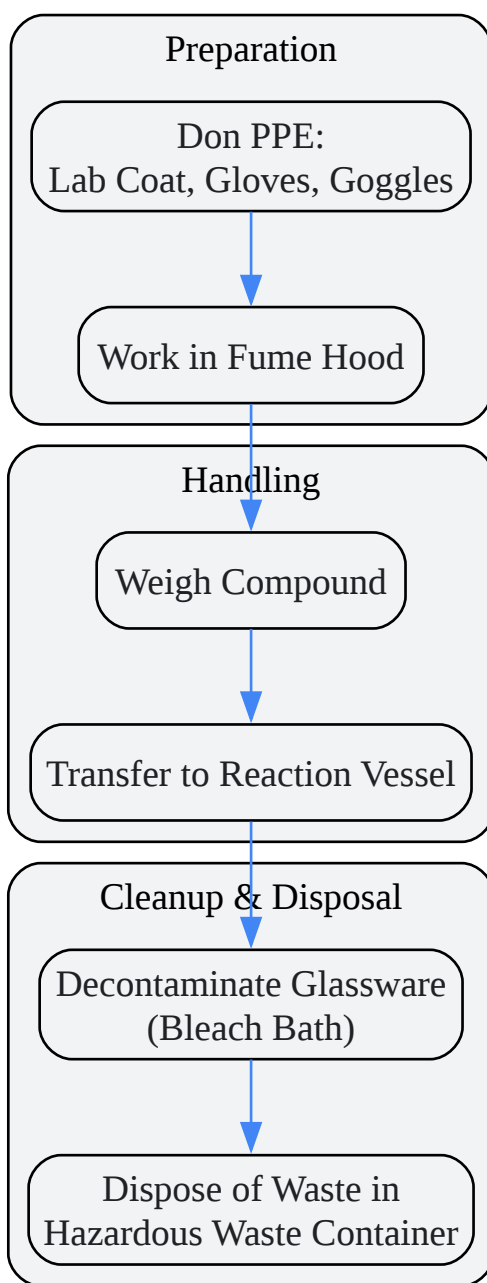 Preparation
Don PPE:
Lab Coat, Gloves, Goggles
Work in Fume Hood
Handling
Weigh Compound
Transfer to Reaction Vessel
Cleanup & Disposal
Decontaminate Glassware
(Bleach Bath)
Dispose of Waste in
Hazardous Waste Container